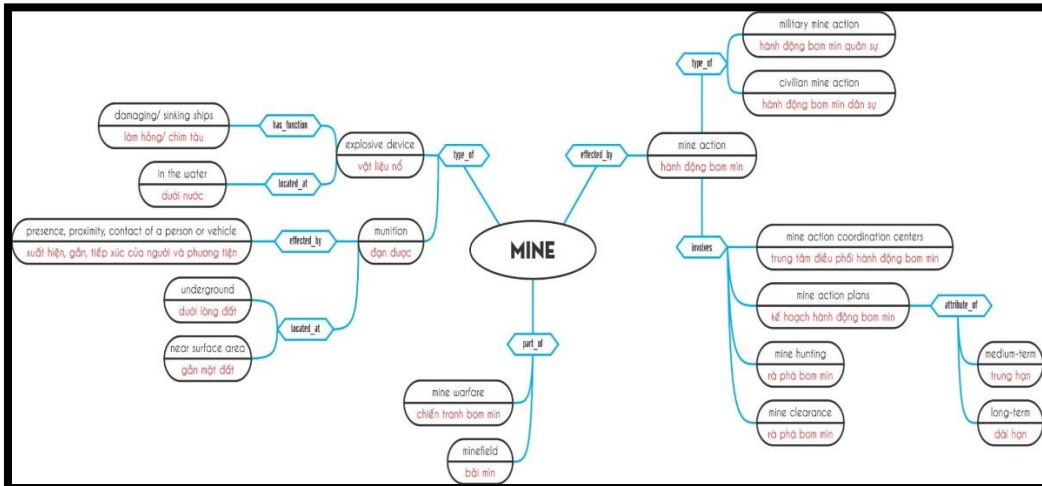 military mine action
hành động bom mìn quân sự
type_of
civilian mine action
hành động bom mìn dân sự
damaging/ sinking ships
làm hỏng/ chìm tàu
has_function
explosive device
vật liệu nổ
type_of
effected_by
mine action
hành động bom mìn
in the water
dưới nước
located_at
presence, proximity, contact of a person or vehicle
xuất hiện, gần, tiếp xúc của người và phương tiện
effected_by
munition
đạn dược
MINE
involves
mine action coordination centers
trung tâm điều phối hành động bom mìn
underground
dưới lòng đất
located_at
near surface area
gần mặt đất
mine action plans
kế hoạch hành động bom mìn
attribute_of
part_of
mine hunting
rà phá bom mìn
medium-term
trung hạn
mine warfare
chiến tranh bom mìn
mine clearance
rà phá bom mìn
long-term
dài hạn
minefield
bãi mìn